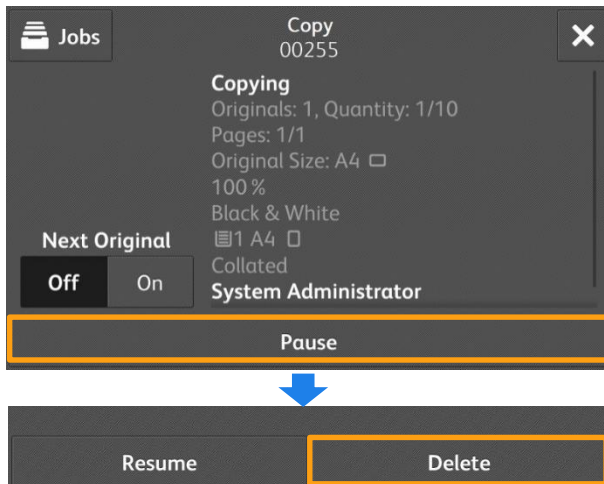 Jobs
Copy
00255
Copying
Originals: 1, Quantity: 1/10
Pages: 1/1
Original Size: A4
100 %
Black & White
1 A4
Collated
System Administrator
Next Original
Off On
Pause
Resume Delete